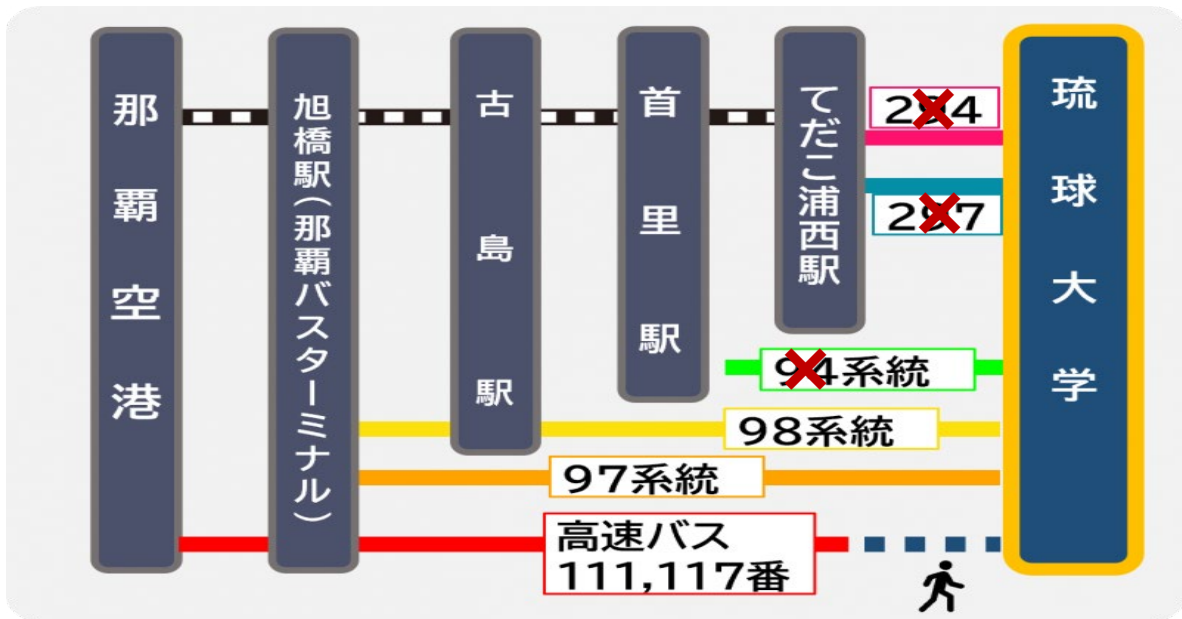 那覇空港
旭橋駅(那覇バスターミナル)
古島駅
首里駅
てだこ浦西駅
294
297
94系統
98系統
97系統
高速バス
111,117番
琉球大学